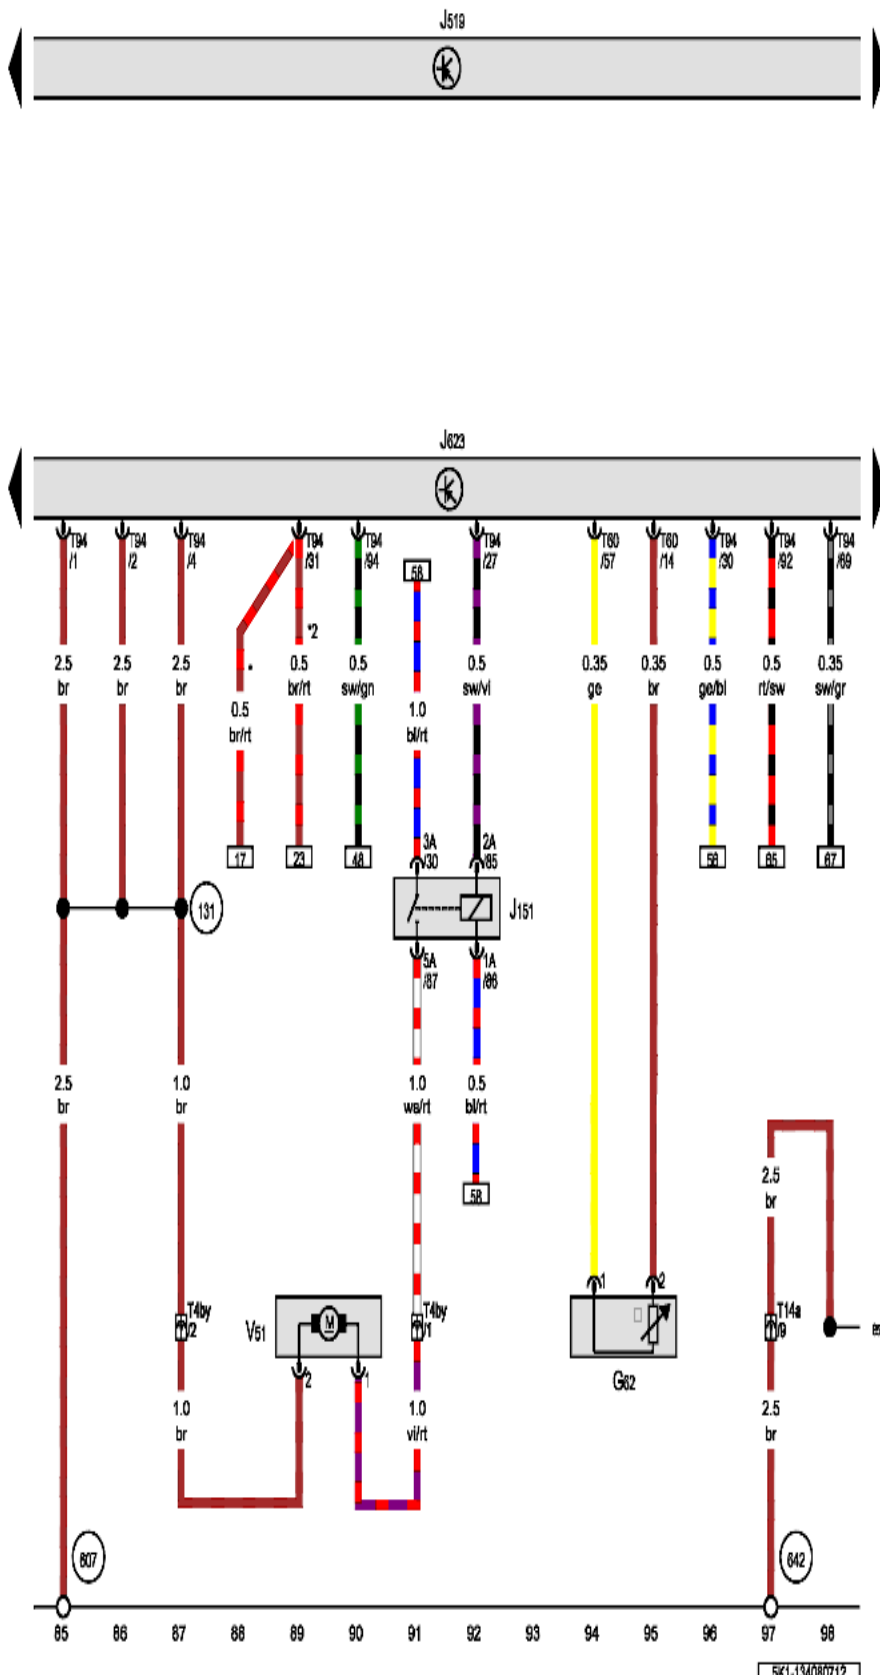 J519
J623
T94 T94 T94 T94 T94 T94 T60 T60 T94 T94 T94
/1 /2 /4 /31 /94 /27 /57 /14 /30 /92 /69
58
*2
2.5 2.5 2.5 * 0.5 0.5 0.5 0.35 0.35 0.5 0.5 0.35
br br br br/rt sw/gn sw/vi ge br ge/bl rt/sw sw/gr
0.5 1.0
br/rt bl/rt
3A 2A
/30 /85
17 23 48 56 65 67
131
J151
5A 1A
/87 /86
2.5 1.0 1.0 0.5
br br ws/rt bl/rt
2.5
br
58
1 2
T4by T4by T14a
/2 /1 /9
V51 M
2 1
G62
1.0 1.0 2.5
br vi/rt br
607 642
85 86 87 88 89 90 91 92 93 94 95 96 97 98
5K1-134080712